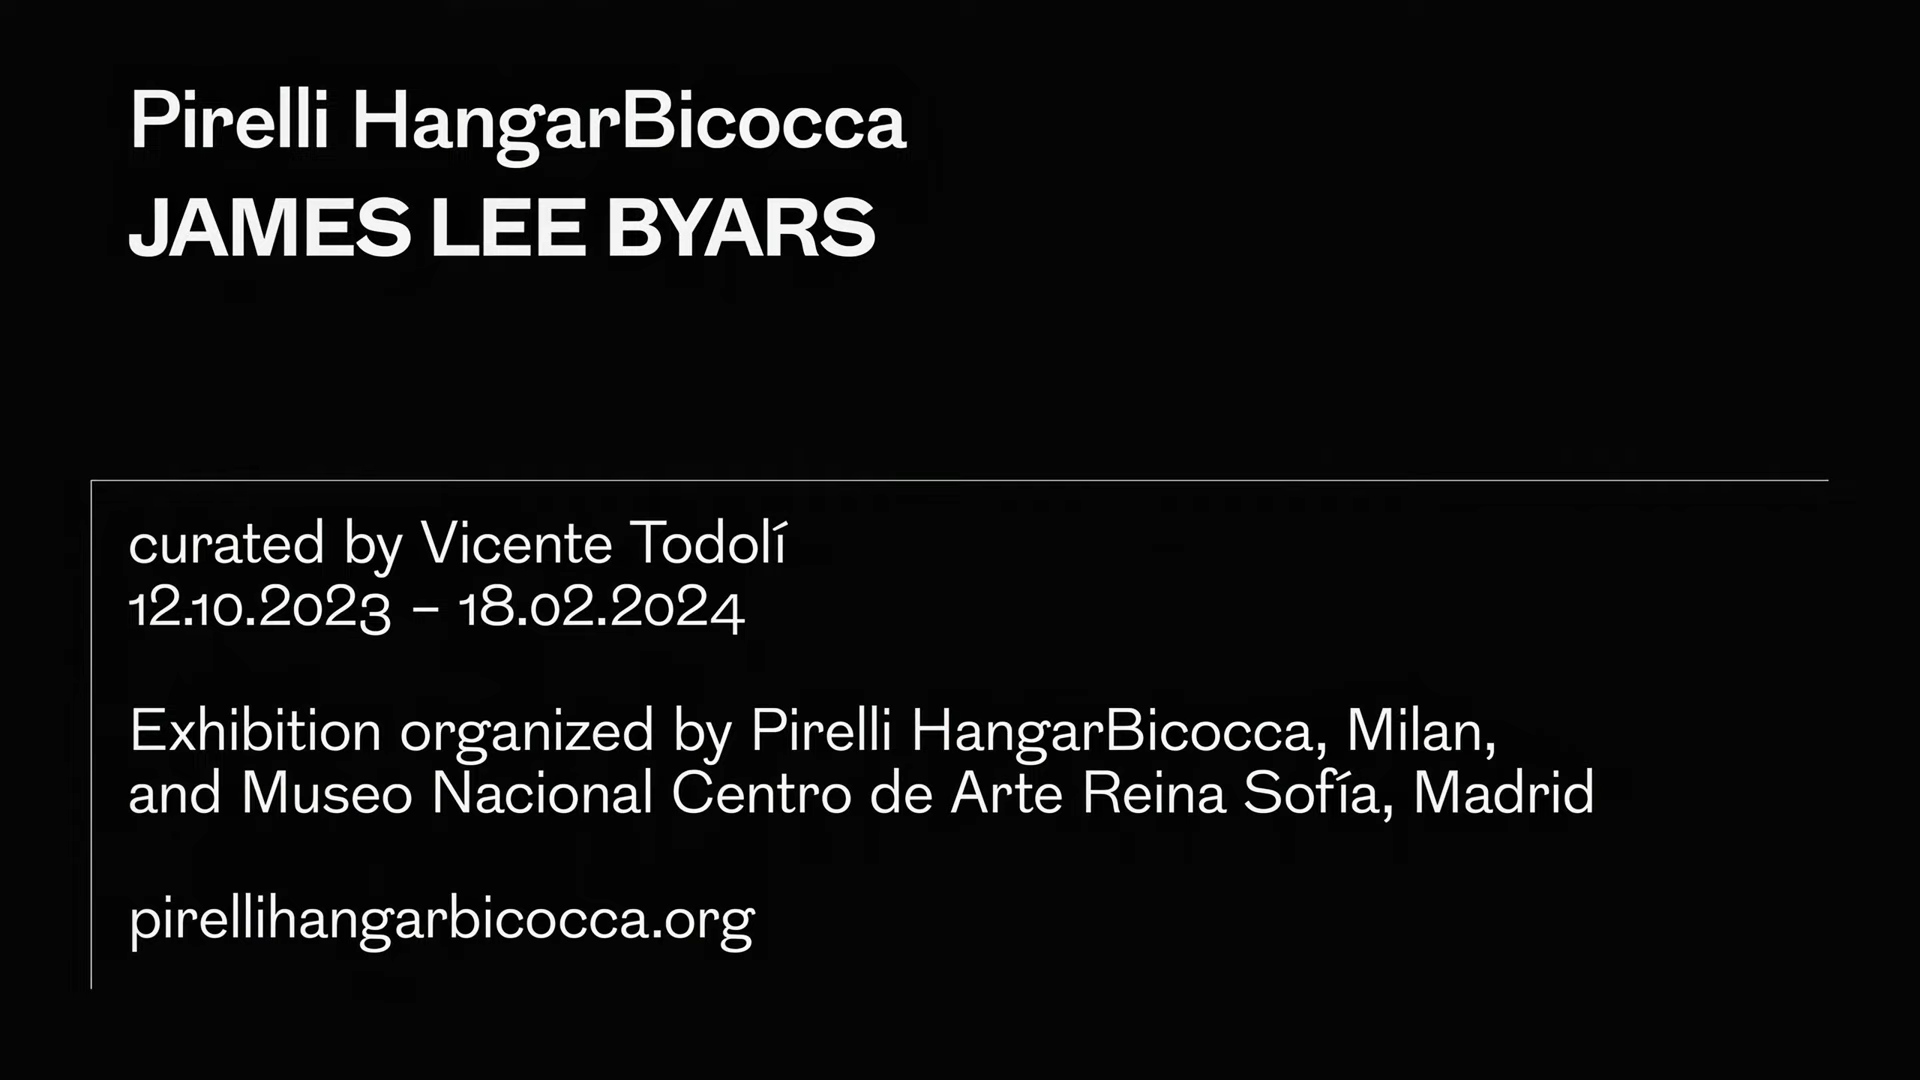 Pirelli HangarBicocca
JAMES LEE BYARS
curated by Vicente Todolí
12.10.2023 – 18.02.2024
Exhibition organized by Pirelli HangarBicocca, Milan,
and Museo Nacional Centro de Arte Reina Sofía, Madrid
pirellihangarbicocca.org